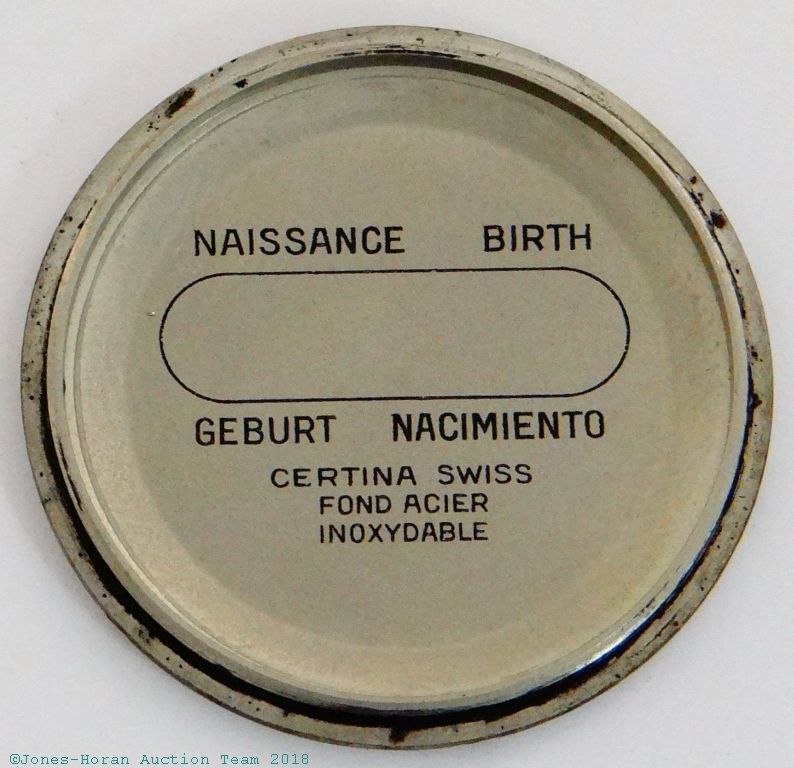 NAISSANCE BIRTH
GEBURT NACIMIENTO
CERTINA SWISS
FOND ACIER
INOXYDABLE
©Jones-Horan Auction Team 2018